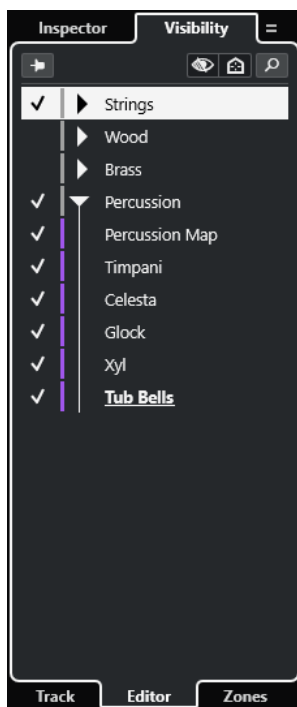 Inspector Visibility =
Strings
Wood
Brass
Percussion
Percussion Map
Timpani
Celesta
Glock
Xyl
Tub Bells
Track Editor Zones